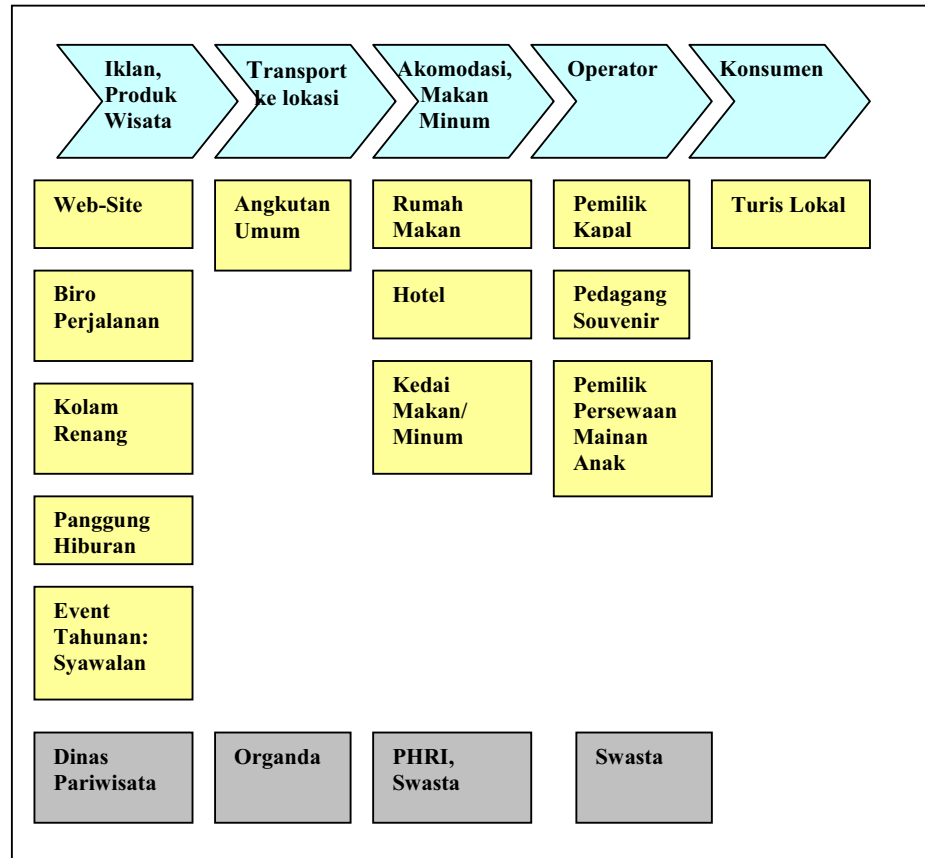 Iklan,
Produk
Wisata
Transport
ke lokasi
Akomodasi,
Makan
Minum
Operator
Konsumen
Web-Site
Angkutan
Umum
Rumah
Makan
Pemilik
Kapal
Turis Lokal
Biro
Perjalanan
Hotel
Pedagang
Souvenir
Kolam
Renang
Kedai
Makan/
Minum
Pemilik
Persewaan
Mainan
Anak
Panggung
Hiburan
Event
Tahunan:
Syawalan
Dinas
Pariwisata
Organda
PHRI,
Swasta
Swasta